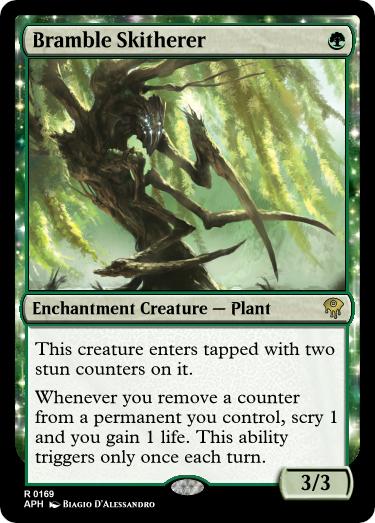 Bramble Skitherer
Enchantment Creature — Plant
This creature enters tapped with two
stun counters on it.
Whenever you remove a counter
from a permanent you control, scry 1
and you gain 1 life. This ability
triggers only once each turn.
3/3
R 0169
APH Biagio D'Alessandro